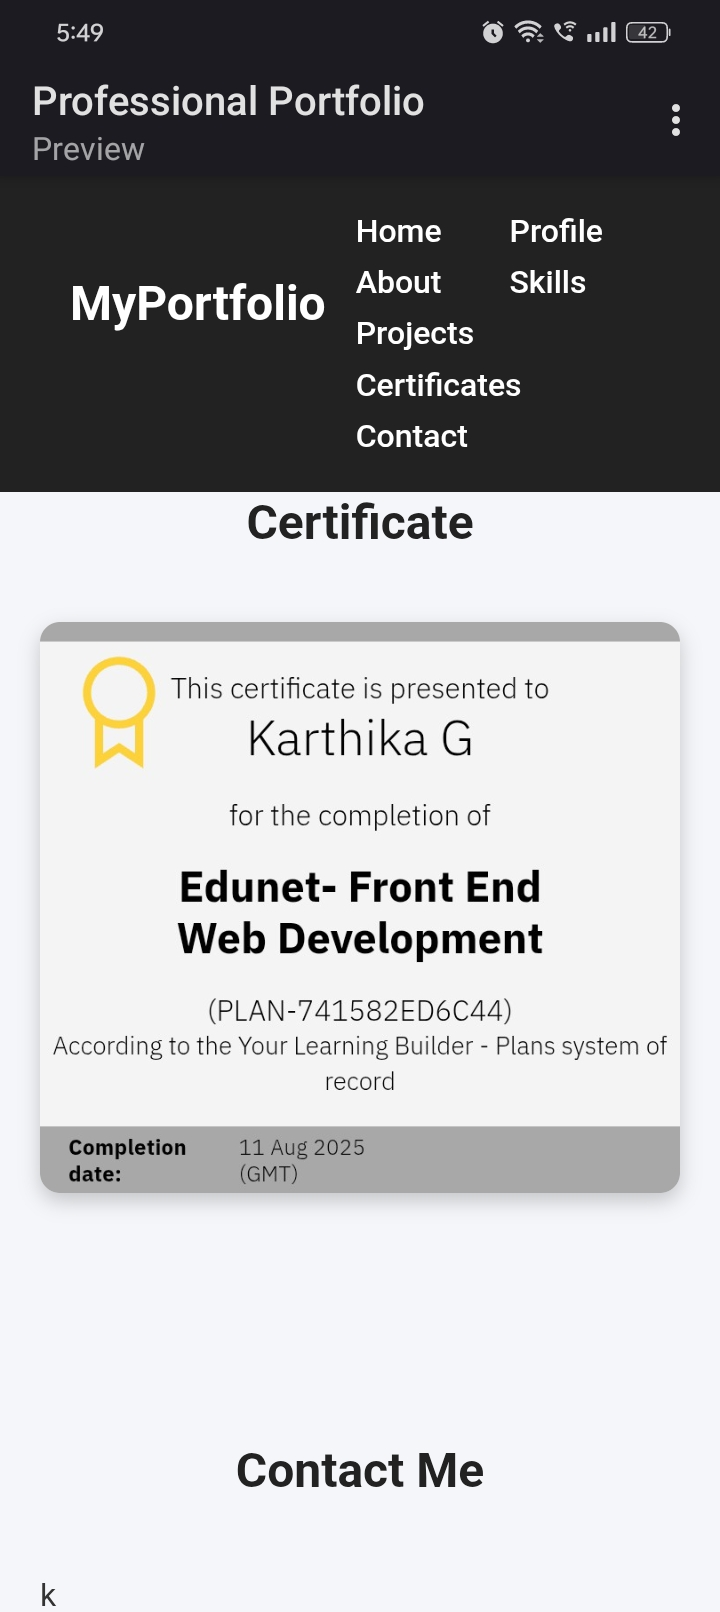 5:49
42
Professional Portfolio
Preview
MyPortfolio
Home Profile
About Skills
Projects
Certificates
Contact
Certificate
This certificate is presented to
Karthika G
for the completion of
Edunet- Front End
Web Development
(PLAN-741582ED6C44)
According to the Your Learning Builder - Plans system of
record
Completion
date:
11 Aug 2025
(GMT)
Contact Me
k